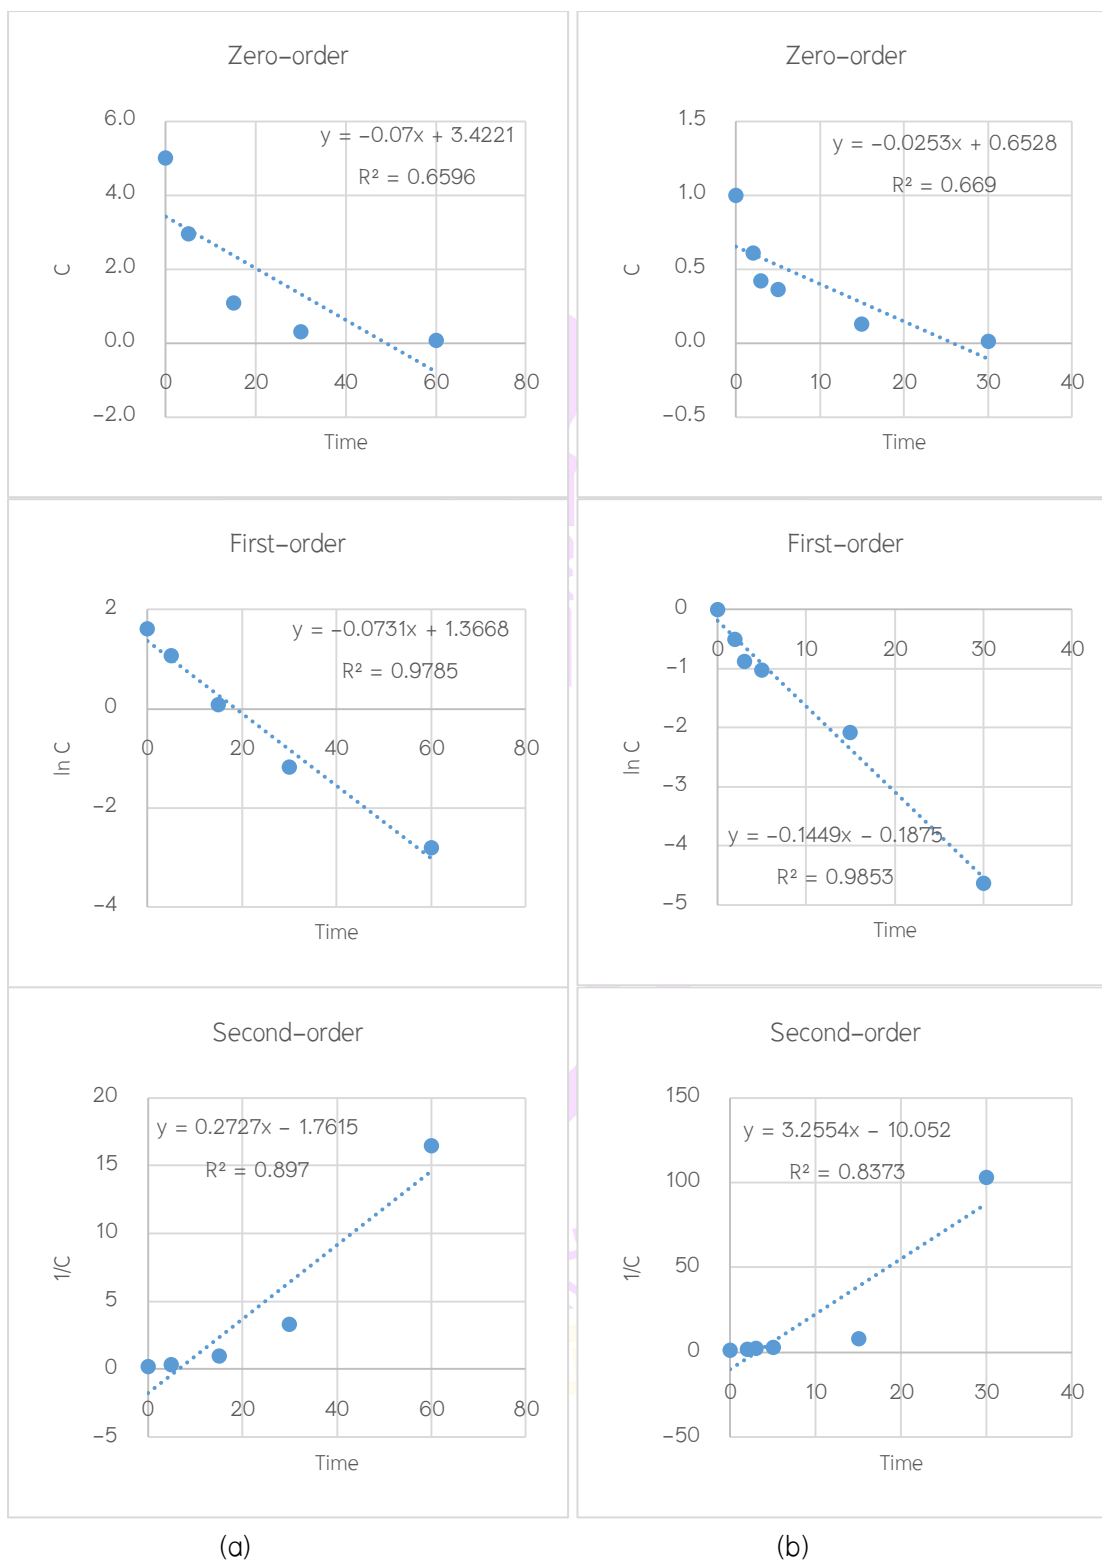 Zero-order
6.0
y = -0.07x + 3.4221
R² = 0.6596
4.0
2.0
C
0.0
0 20 40 60 80
-2.0
Time
Zero-order
1.5
y = -0.0253x + 0.6528
R² = 0.669
1.0
0.5
C
0.0
0 10 20 30 40
-0.5
Time
First-order
2
y = -0.0731x + 1.3668
R² = 0.9785
0
0 20 40 60 80
ln C
-2
-4
Time
First-order
0
0 10 20 30 40
-1
-2
ln C
-3
y = -0.1449x - 0.1875
-4
R² = 0.9853
-5
Time
Second-order
20
y = 0.2727x - 1.7615
R² = 0.897
15
10
1/C
5
0
0 20 40 60 80
-5
Time
Second-order
150
y = 3.2554x - 10.052
R² = 0.8373
100
50
1/C
0
0 10 20 30 40
-50
Time
(a)
(b)